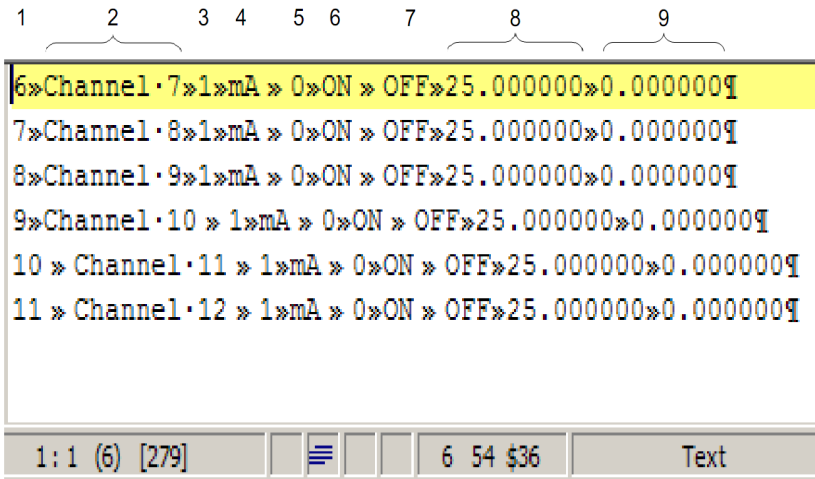 1 2 3 4 5 6 7 8 9
6»Channel·7»1»mA » 0»ON » OFF»25.000000»0.000000¶
7»Channel·8»1»mA » 0»ON » OFF»25.000000»0.000000¶
8»Channel·9»1»mA » 0»ON » OFF»25.000000»0.000000¶
9»Channel·10 » 1»mA » 0»ON » OFF»25.000000»0.000000¶
10 » Channel·11 » 1»mA » 0»ON » OFF»25.000000»0.000000¶
11 » Channel·12 » 1»mA » 0»ON » OFF»25.000000»0.000000¶
1:1 (6) [279] 6 54 $36 Text